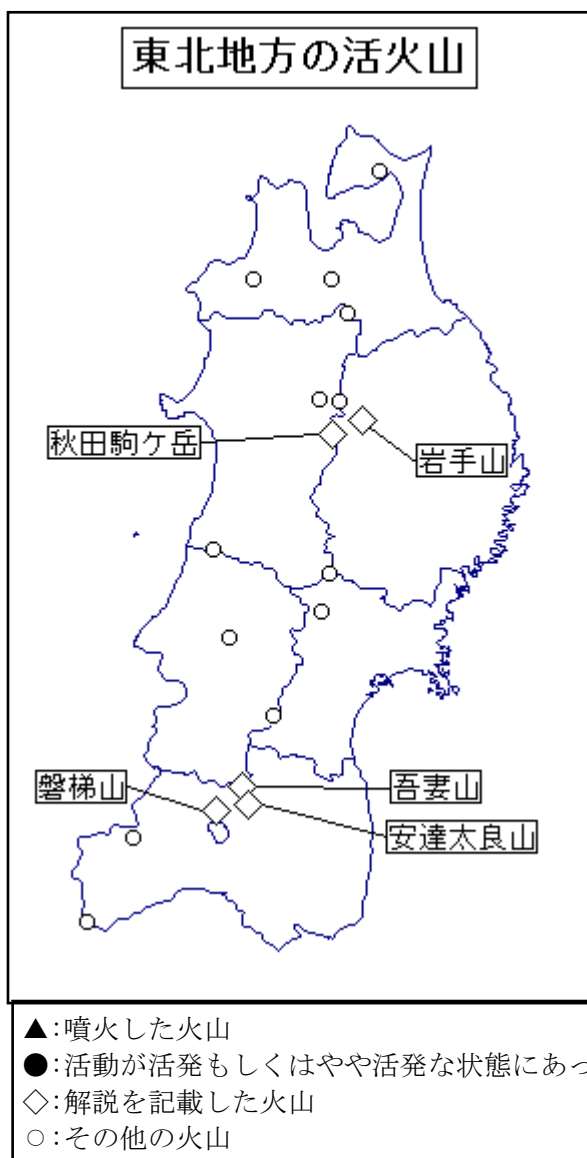 東北地方の活火山
秋田駒ケ岳
岩手山
磐梯山
吾妻山
安達太良山
▲:噴火した火山
●:活動が活発もしくはやや活発な状態にあっ
◇:解説を記載した火山
○:その他の火山